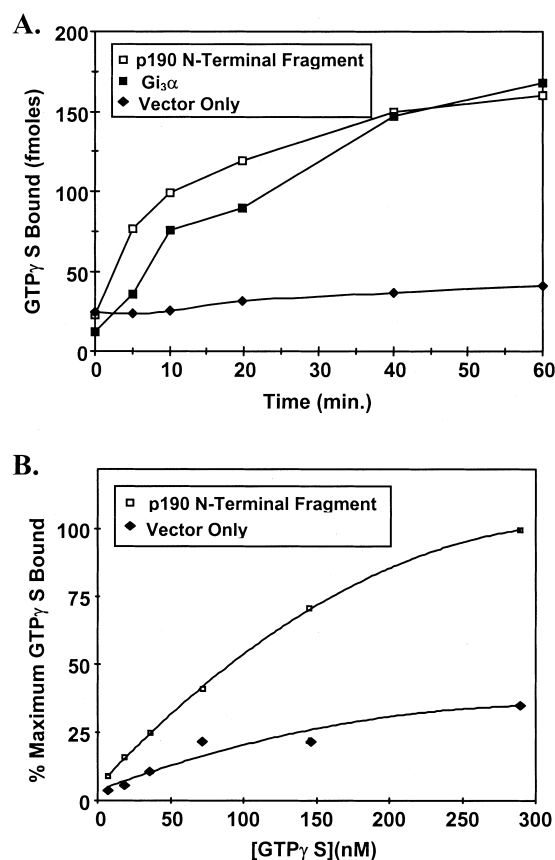 A.
200
p190 N-Terminal Fragment
Gi₃α
Vector Only
150
100
50
0
GTPγ S Bound (fmoles)
0 10 20 30 40 50 60
Time (min.)
B.
p190 N-Terminal Fragment
Vector Only
100
75
50
25
0
% Maximum GTPγ S Bound
0 50 100 150 200 250 300
[GTPγ S](nM)